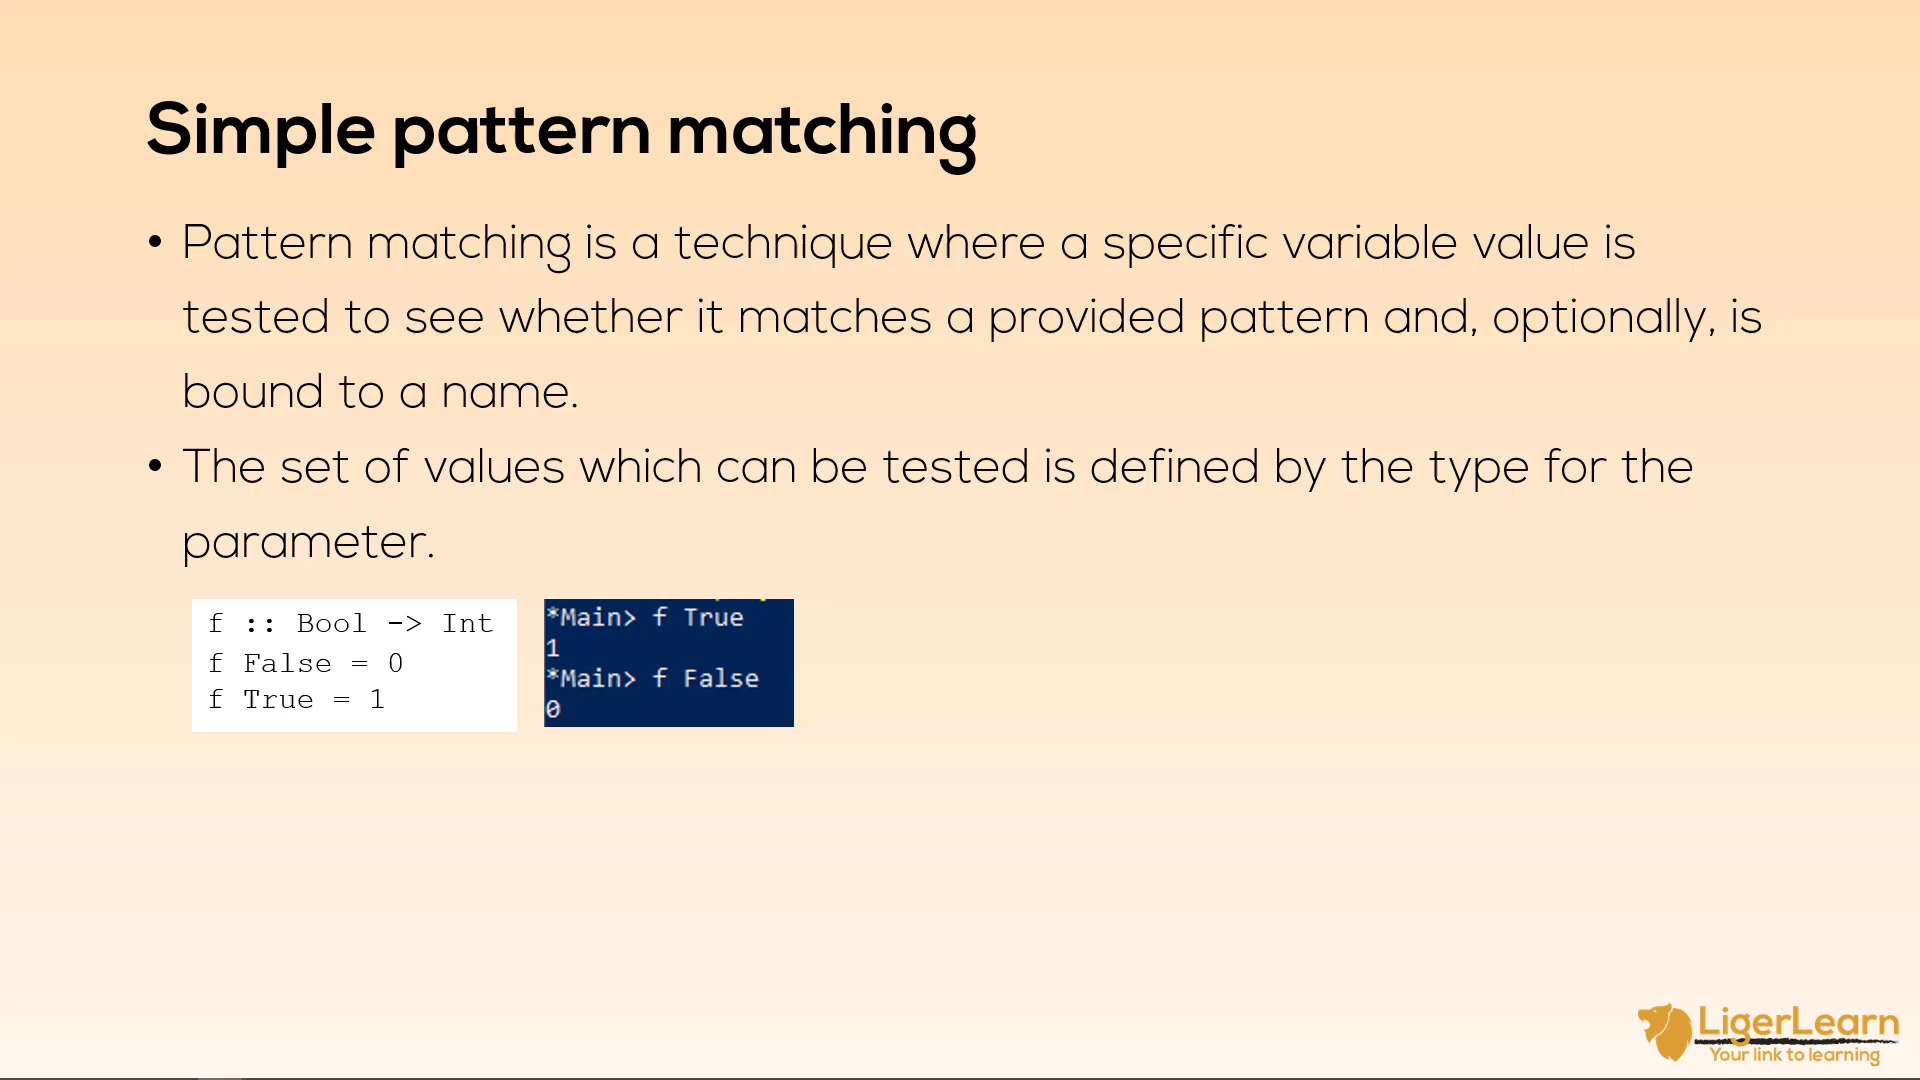 Simple pattern matching
• Pattern matching is a technique where a specific variable value is
tested to see whether it matches a provided pattern and, optionally, is
bound to a name.
• The set of values which can be tested is defined by the type for the
parameter.
f :: Bool -> Int
f False = 0
f True = 1
*Main> f True
1
*Main> f False
0
LigerLearn
Your link to learning